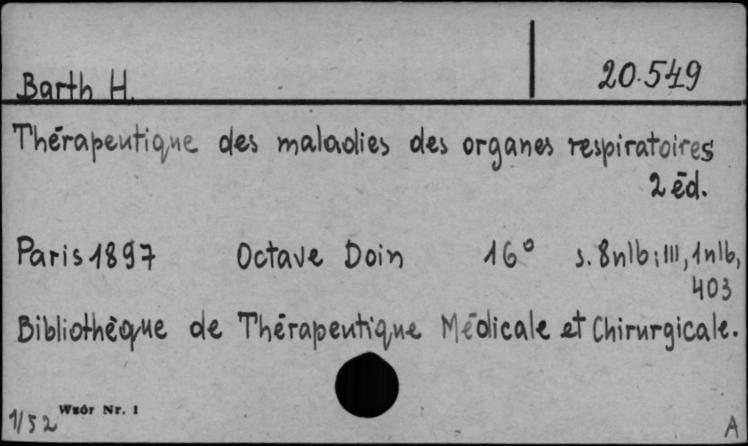 Barth H.
20.549
Thérapeutique des maladies des organes respiratoires
2 éd.
Paris 1897 Octave Doin 16° s. 8nlb; III, 1nlb,
403
Bibliothèque de Thérapeutique Médicale et Chirurgicale.
Wzór Nr. 1
1/52
A